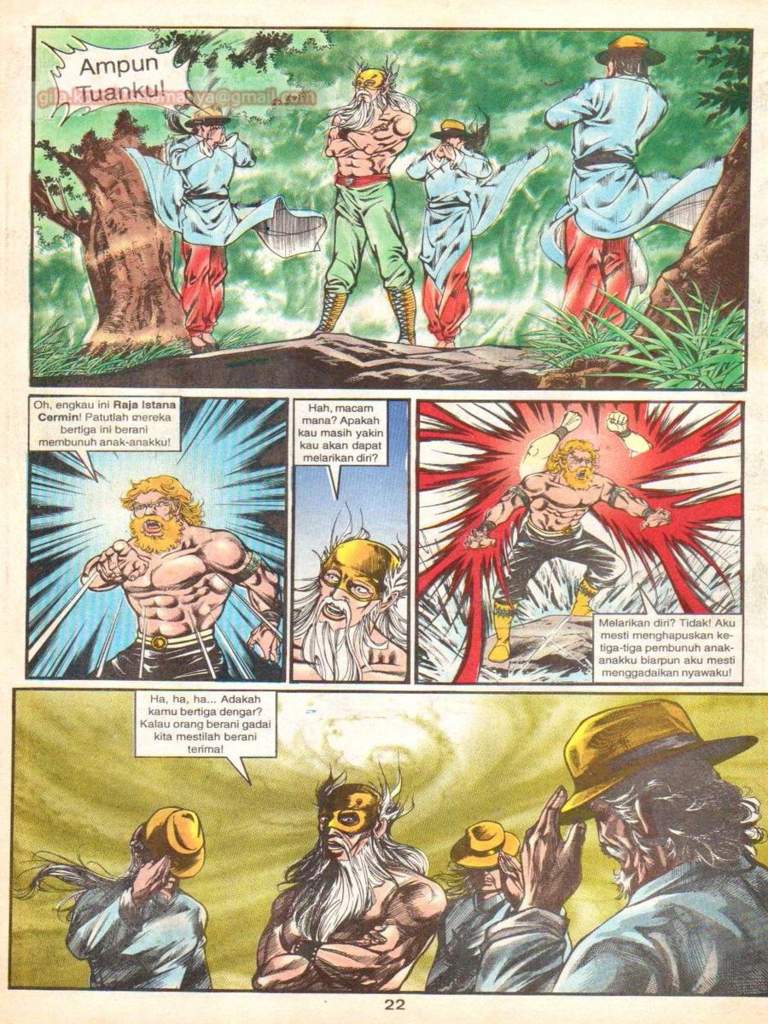 Ampun
Tuanku!
Oh, engkau ini Raja Istana
Cermin! Patutlah mereka
bertiga ini berani
membunuh anak-anakku!
Hah, macam
mana? Apakah
kau masih yakin
kau akan dapat
melarikan diri?
Melarikan diri? Tidak! Aku
mesti menghapuskan ke-
tiga-tiga pembunuh anak-
anakku biarpun aku mesti
menggadaikan nyawaku!
Ha, ha, ha... Adakah
kamu bertiga dengar?
Kalau orang berani gadai
kita mestilah berani
terima!
22